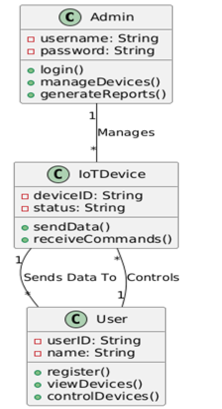 C Admin
username: String
password: String
login()
manageDevices()
generateReports()
1
Manages
*
C IoTDevice
deviceID: String
status: String
sendData()
receiveCommands()
1 *
Sends Data To Controls
* 1
C User
userID: String
name: String
register()
viewDevices()
controlDevices()